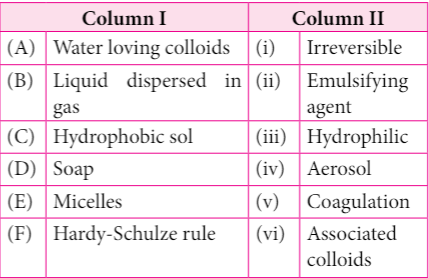 Column I Column II
(A) Water loving colloids (i) Irreversible
(B) Liquid dispersed in (ii) Emulsifying
gas agent
(C) Hydrophobic sol (iii) Hydrophilic
(D) Soap (iv) Aerosol
(E) Micelles (v) Coagulation
(F) Hardy-Schulze rule (vi) Associated
colloids